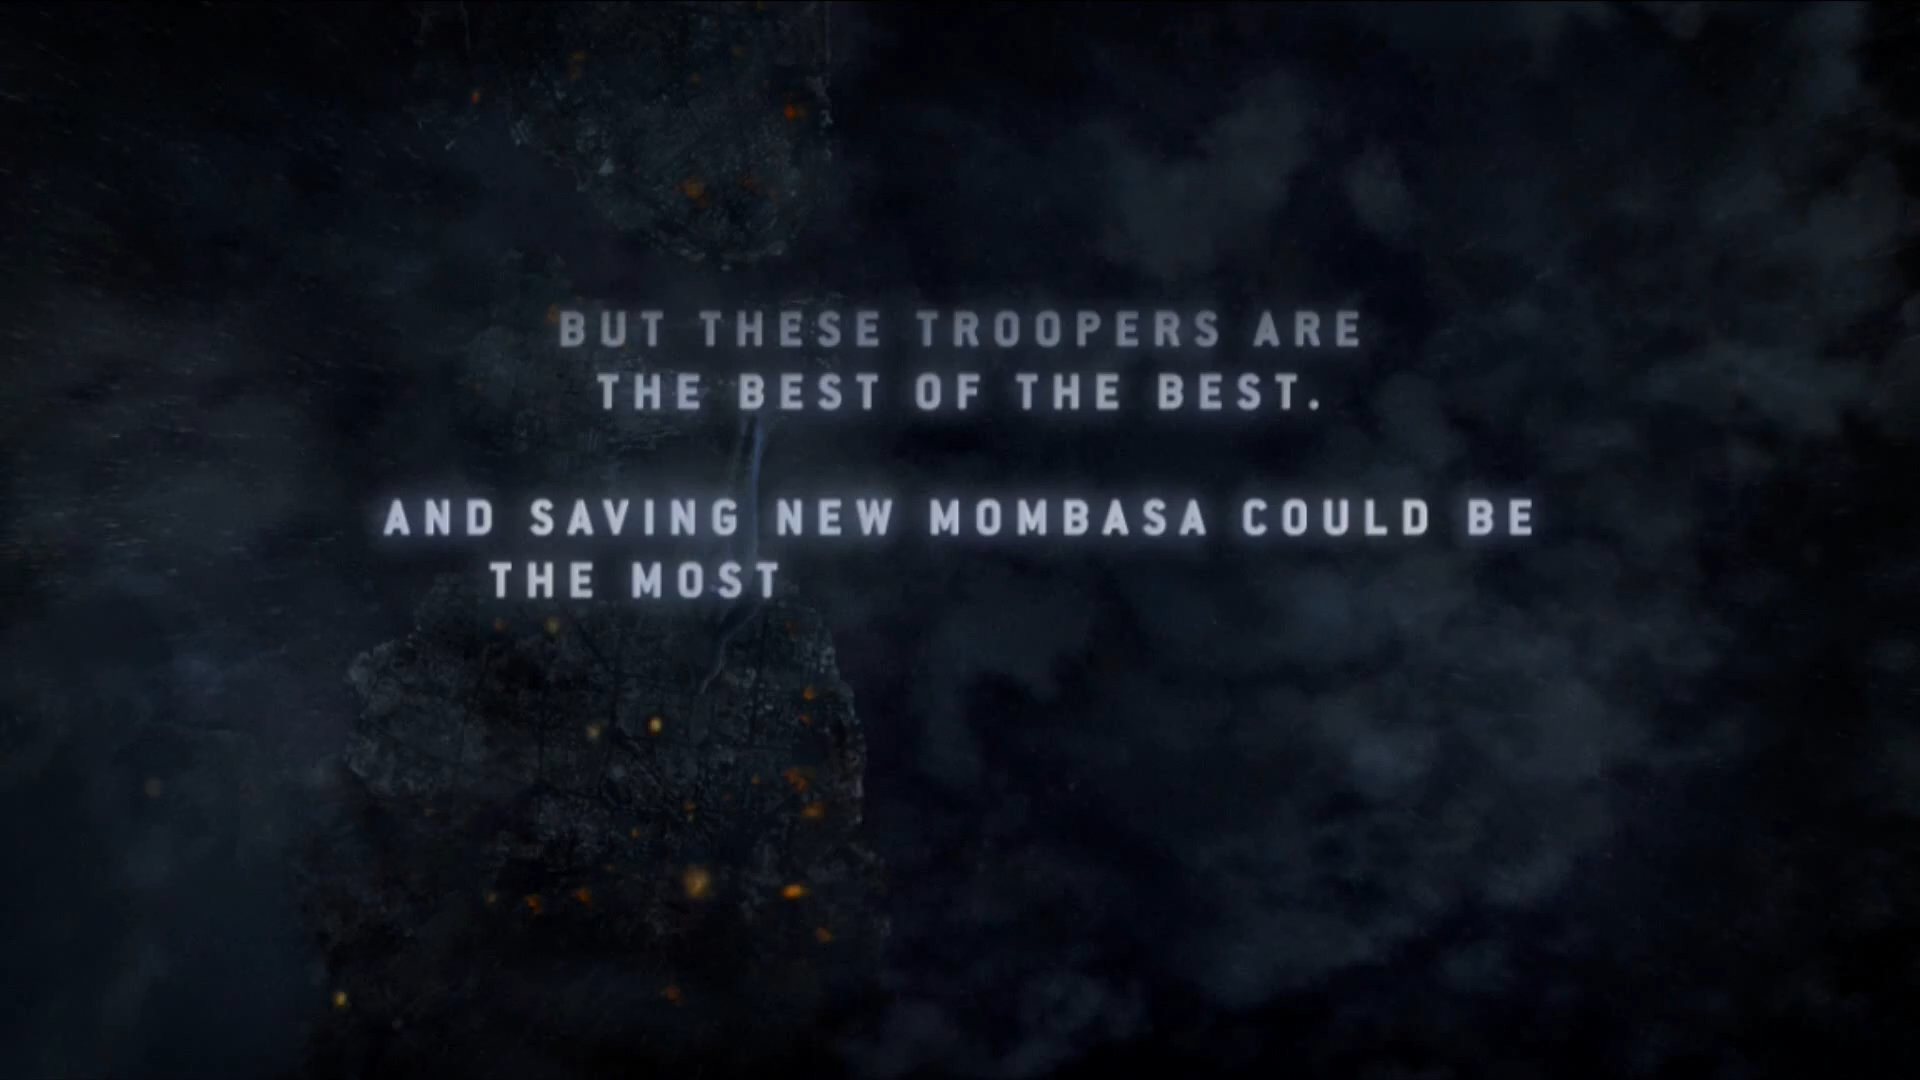 BUT THESE TROOPERS ARE
THE BEST OF THE BEST.
AND SAVING NEW MOMBASA COULD BE
THE MOST